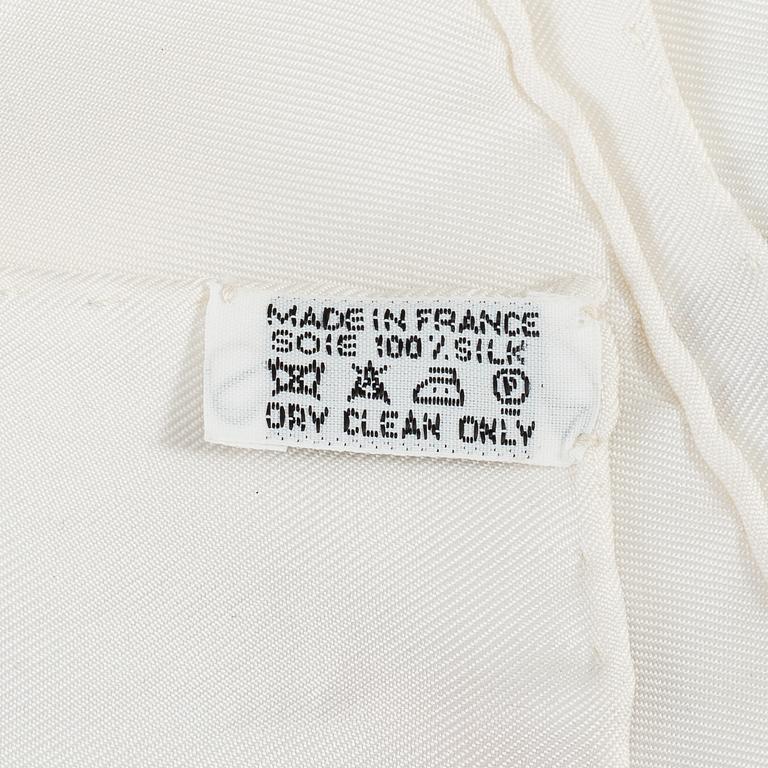 MADE IN FRANCE
SOIE 100% SILK
P
DRY CLEAN ONLY